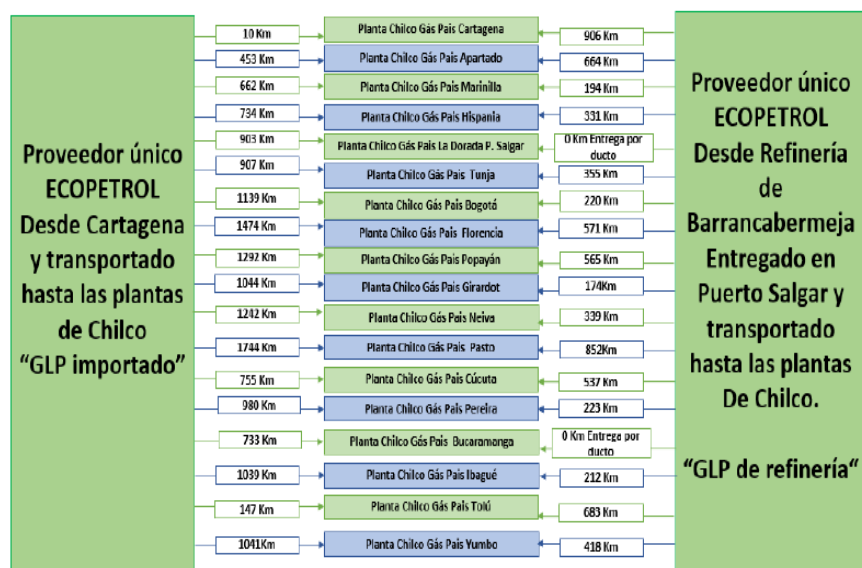 Proveedor único
ECOPETROL
Desde Cartagena
y transportado
hasta las plantas
de Chilco
“GLP importado”
10 Km
Planta Chilco Gás Pais Cartagena
906 Km
453 Km
Planta Chilco Gás Pais Apartado
664 Km
662 Km
Planta Chilco Gás Pais Marinilla
194 Km
734 Km
Planta Chilco Gás Pais Hispania
331 Km
903 Km
Planta Chilco Gás Pais La Dorada P. Salgar
0 Km Entrega por
ducto
907 Km
Planta Chilco Gás Pais Tunja
355 Km
1139 Km
Planta Chilco Gás Pais Bogotá
220 Km
1474 Km
Planta Chilco Gás Pais Florencia
571 Km
1292 Km
Planta Chilco Gás Pais Popayán
565 Km
1044 Km
Planta Chilco Gás Pais Girardot
174Km
1242 Km
Planta Chilco Gás Pais Neiva
339 Km
1744 Km
Planta Chilco Gás Pais Pasto
852Km
755 Km
Planta Chilco Gás Pais Cúcuta
537 Km
980 Km
Planta Chilco Gás Pais Pereira
223 Km
733 Km
Planta Chilco Gás Pais Bucaramanga
0 Km Entrega por
ducto
1039 Km
Planta Chilco Gás Pais Ibagué
212 Km
147 Km
Planta Chilco Gás Pais Tolú
683 Km
1041Km
Planta Chilco Gás Pais Yumbo
418 Km
Proveedor único
ECOPETROL
Desde Refinería
de
Barrancabermeja
Entregado en
Puerto Salgar y
transportado
hasta las plantas
De Chilco.
“GLP de refinería“